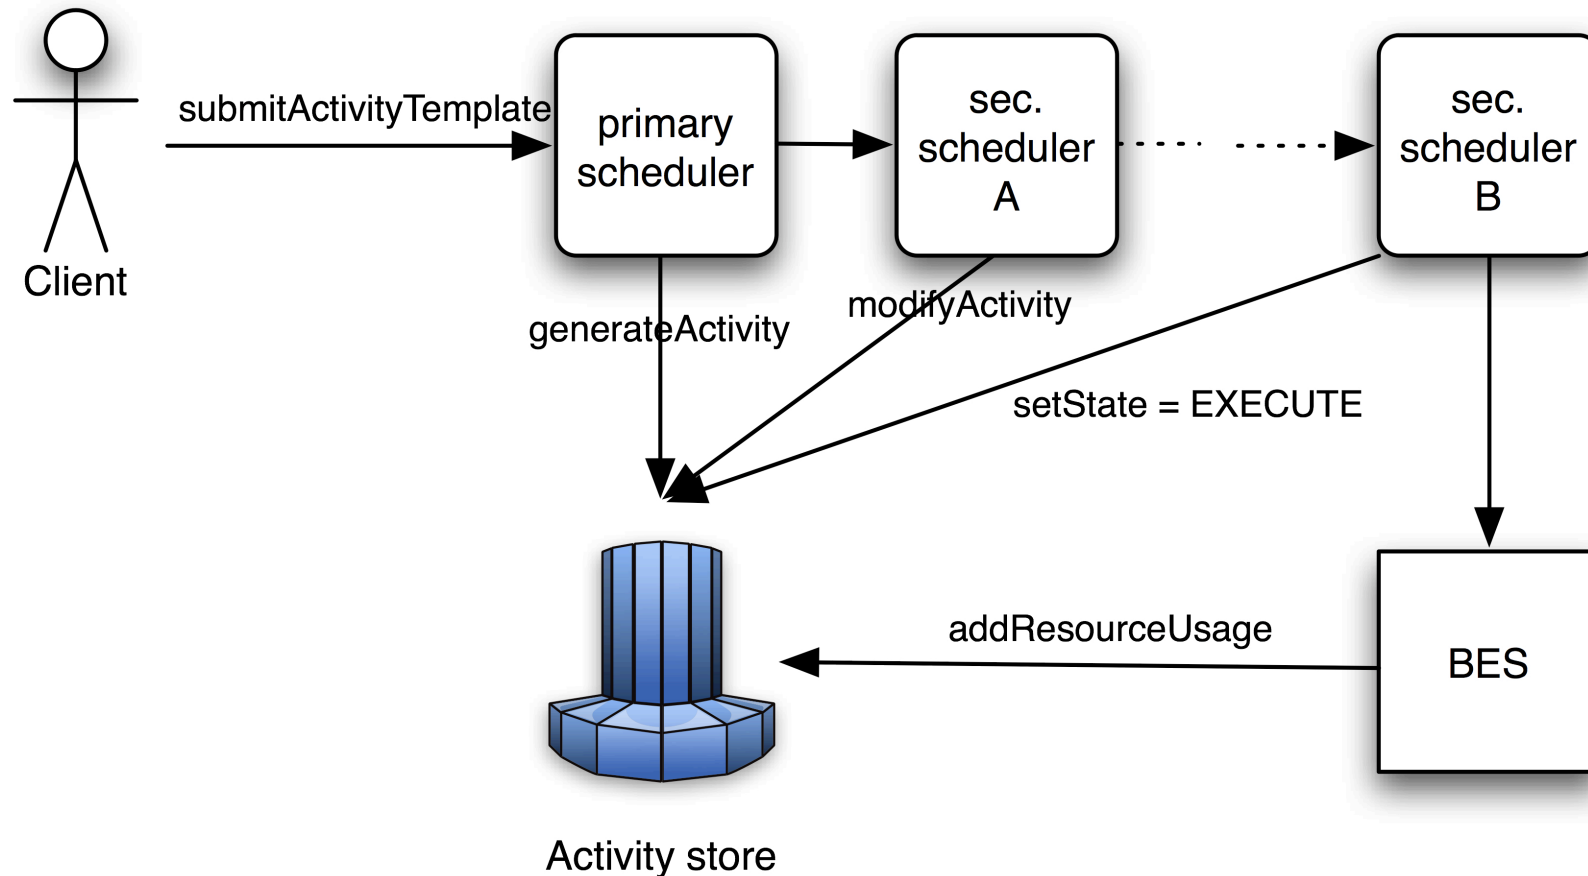 submitActivityTemplate
primary
scheduler
sec.
scheduler
A
sec.
scheduler
B
Client
generateActivity
modifyActivity
setState = EXECUTE
addResourceUsage
BES
Activity store